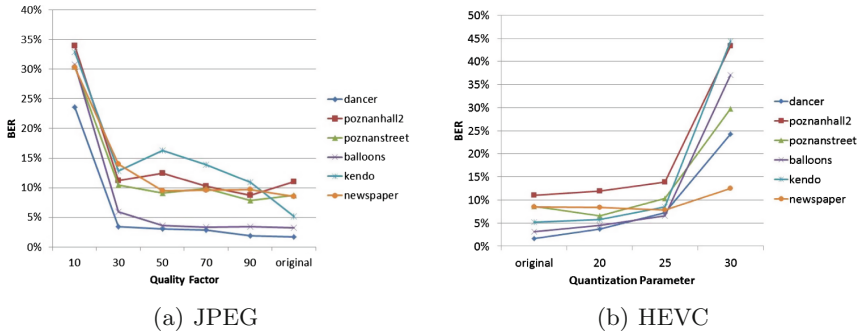 40%
35%
30%
25%
20%
15%
10%
5%
0%
BER
10 30 50 70 90 original
Quality Factor
dancer
poznanhall2
poznanstreet
balloons
kendo
newspaper
(a) JPEG
50%
45%
40%
35%
30%
25%
20%
15%
10%
5%
0%
BER
original 20 25 30
Quantization Parameter
dancer
poznanhall2
poznanstreet
balloons
kendo
newspaper
(b) HEVC